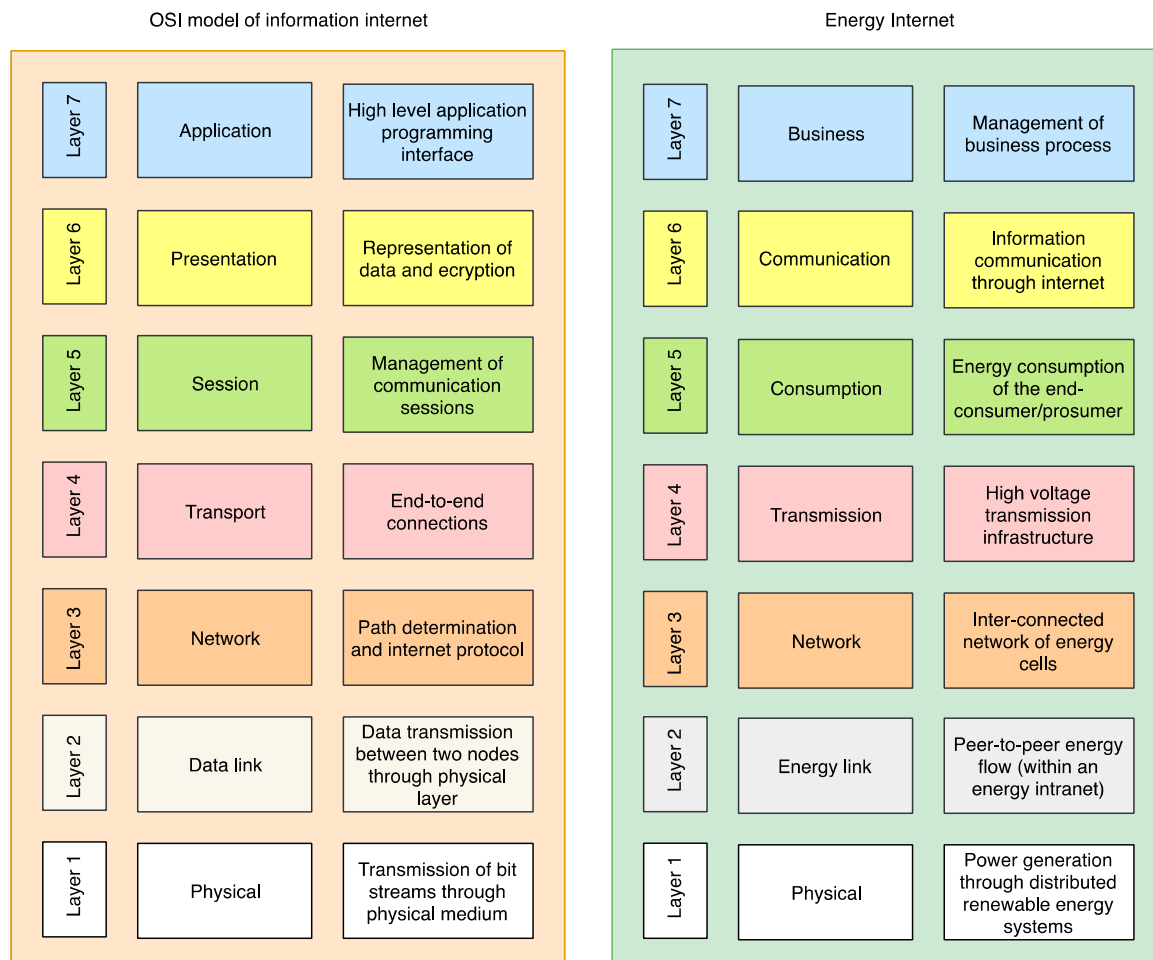 OSI model of information internet
Layer 7
Application
High level application
programming
interface
Layer 6
Presentation
Representation of
data and ecryption
Layer 5
Session
Management of
communication
sessions
Layer 4
Transport
End-to-end
connections
Layer 3
Network
Path determination
and internet protocol
Layer 2
Data link
Data transmission
between two nodes
through physical
layer
Layer 1
Physical
Transmission of bit
streams through
physical medium
Energy Internet
Layer 7
Business
Management of
business process
Layer 6
Communication
Information
communication
through internet
Layer 5
Consumption
Energy consumption
of the end-
consumer/prosumer
Layer 4
Transmission
High voltage
transmission
infrastructure
Layer 3
Network
Inter-connected
network of energy
cells
Layer 2
Energy link
Peer-to-peer energy
flow (within an
energy intranet)
Layer 1
Physical
Power generation
through distributed
renewable energy
systems